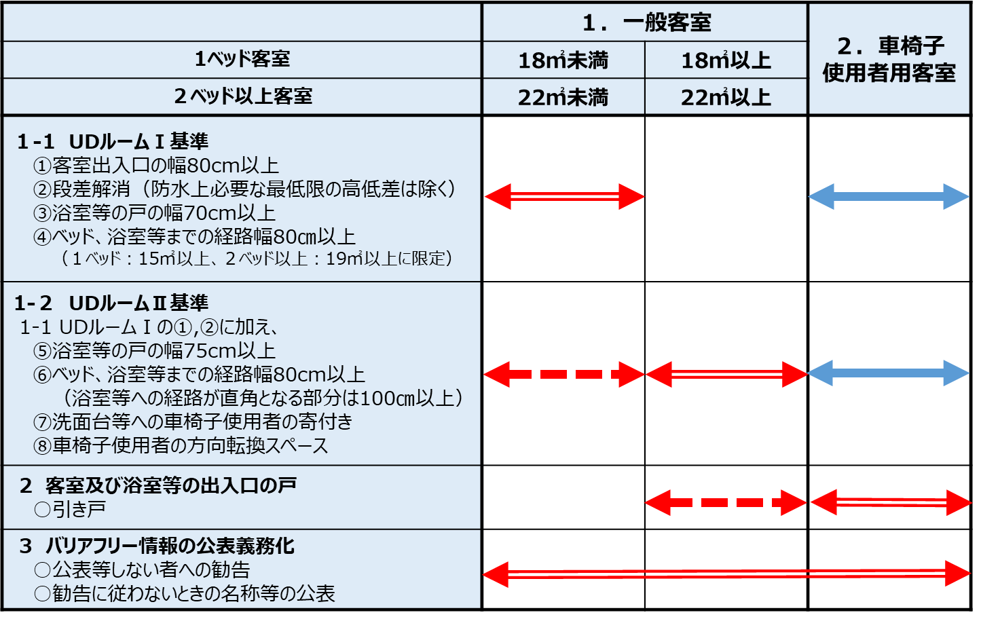 １．一般客室
２．車椅子
使用者用客室
1ベッド客室
18㎡未満
18㎡以上
２ベッド以上客室
22㎡未満
22㎡以上
１-1 UDルームⅠ基準
①客室出入口の幅80cm以上
②段差解消（防水上必要な最低限の高低差は除く）
③浴室等の戸の幅70cm以上
④ベッド、浴室等までの経路幅80㎝以上
（１ベッド：15㎡以上、２ベッド以上：19㎡以上に限定）
1-２ UDルームⅡ基準
1-1 UDルームⅠの①,②に加え、
⑤浴室等の戸の幅75cm以上
⑥ベッド、浴室等までの経路幅80cm以上
（浴室等への経路が直角となる部分は100㎝以上）
⑦洗面台等への車椅子使用者の寄付き
⑧車椅子使用者の方向転換スペース
２ 客室及び浴室等の出入口の戸
○引き戸
３ バリアフリー情報の公表義務化
○公表等しない者への勧告
○勧告に従わないときの名称等の公表